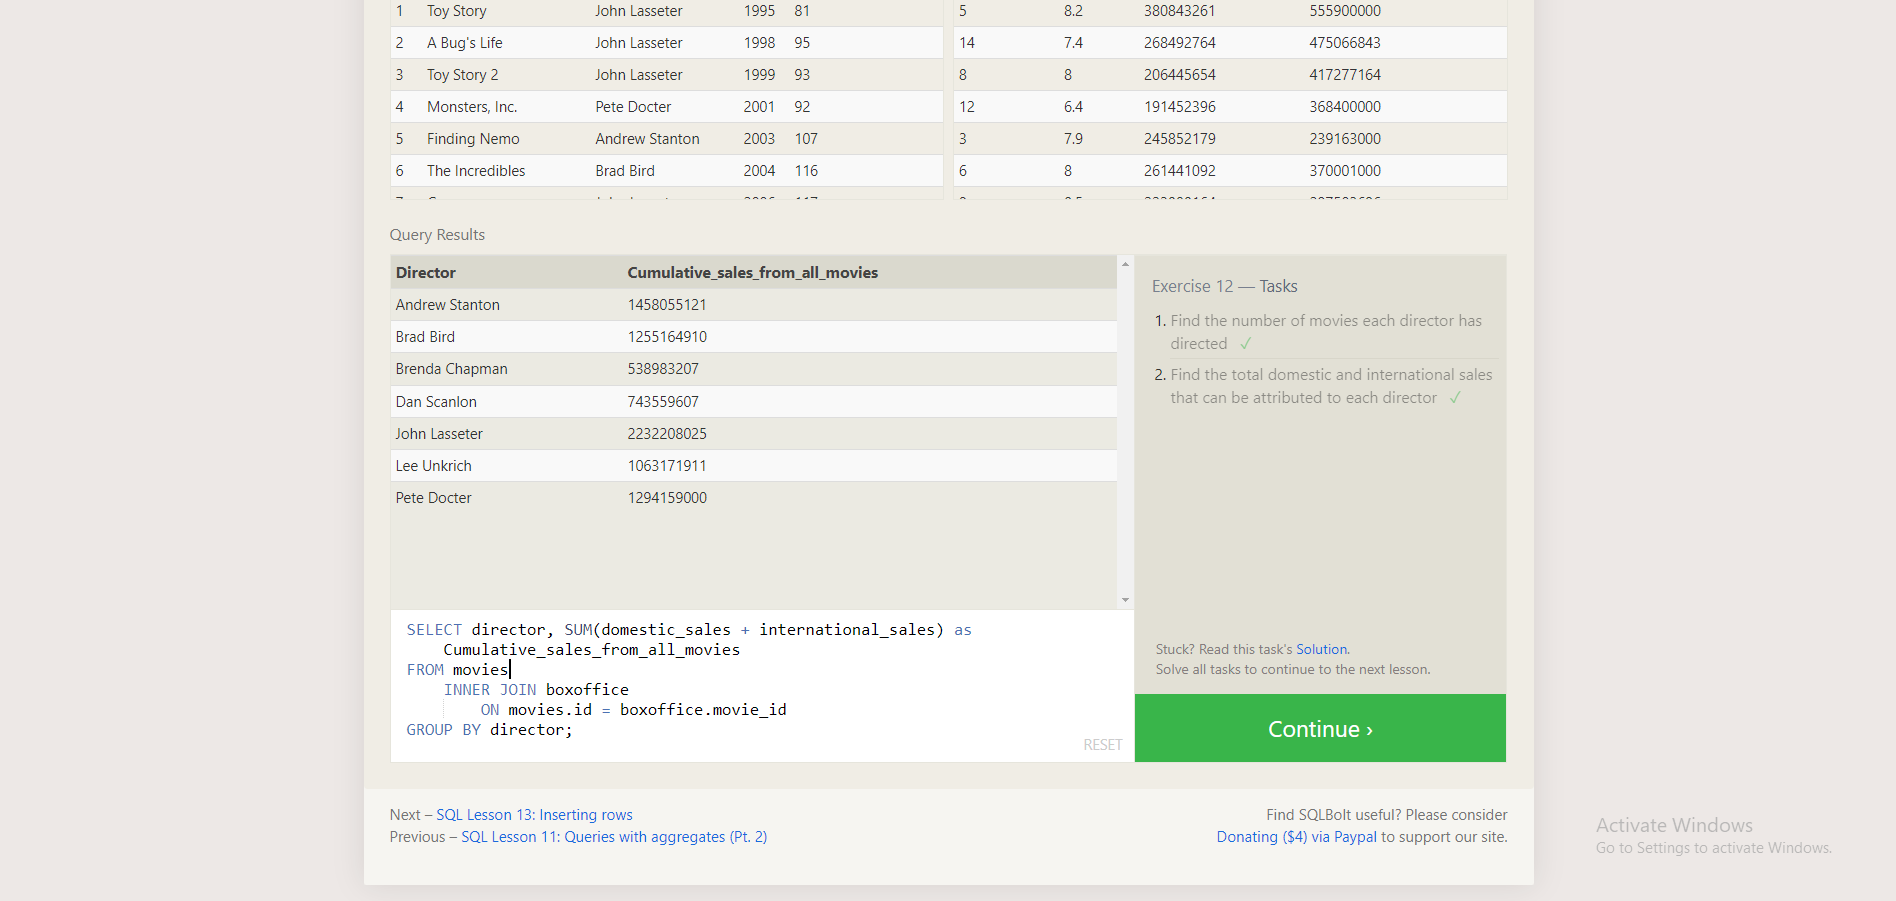 1 Toy Story John Lasseter 1995 81 5 8.2 380843261 555900000
2 A Bug's Life John Lasseter 1998 95 14 7.4 268492764 475066843
3 Toy Story 2 John Lasseter 1999 93 8 8 206445654 417277164
4 Monsters, Inc. Pete Docter 2001 92 12 6.4 191452396 368400000
5 Finding Nemo Andrew Stanton 2003 107 3 7.9 245852179 239163000
6 The Incredibles Brad Bird 2004 116 6 8 261441092 370001000
Query Results
Director Cumulative_sales_from_all_movies
Andrew Stanton 1458055121
Brad Bird 1255164910
Brenda Chapman 538983207
Dan Scanlon 743559607
John Lasseter 2232208025
Lee Unkrich 1063171911
Pete Docter 1294159000
Exercise 12 — Tasks
1. Find the number of movies each director has
directed ✓
2. Find the total domestic and international sales
that can be attributed to each director ✓
SELECT director, SUM(domestic_sales + international_sales) as
Cumulative_sales_from_all_movies
FROM movies
INNER JOIN boxoffice
ON movies.id = boxoffice.movie_id
GROUP BY director;
RESET
Stuck? Read this task's Solution.
Solve all tasks to continue to the next lesson.
Continue ›
Next – SQL Lesson 13: Inserting rows
Previous – SQL Lesson 11: Queries with aggregates (Pt. 2)
Find SQLBolt useful? Please consider
Donating ($4) via Paypal to support our site.
Activate Windows
Go to Settings to activate Windows.